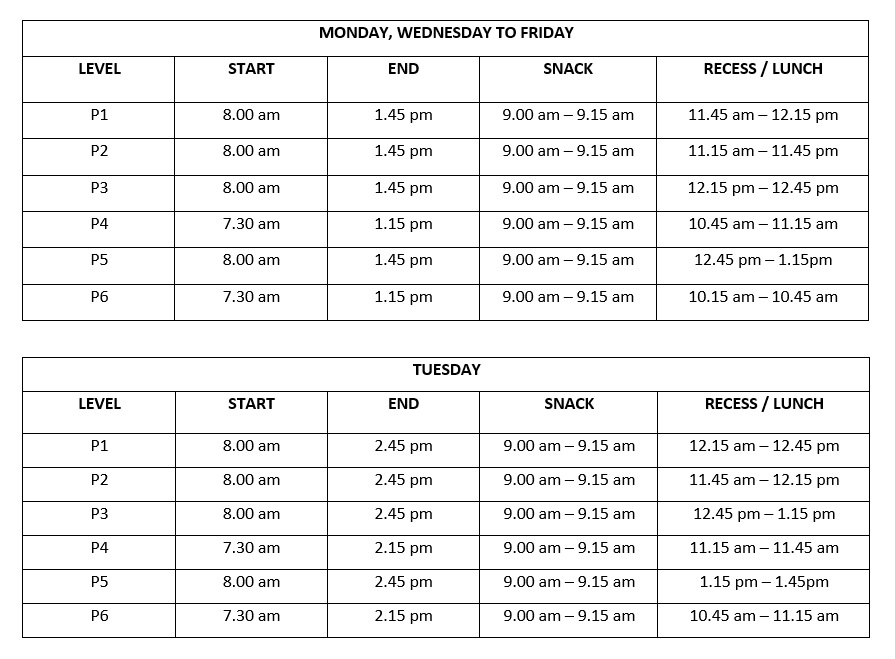 MONDAY, WEDNESDAY TO FRIDAY
LEVEL START END SNACK RECESS / LUNCH
P1 8.00 am 1.45 pm 9.00 am – 9.15 am 11.45 am – 12.15 pm
P2 8.00 am 1.45 pm 9.00 am – 9.15 am 11.15 am – 11.45 pm
P3 8.00 am 1.45 pm 9.00 am – 9.15 am 12.15 pm – 12.45 pm
P4 7.30 am 1.15 pm 9.00 am – 9.15 am 10.45 am – 11.15 am
P5 8.00 am 1.45 pm 9.00 am – 9.15 am 12.45 pm – 1.15pm
P6 7.30 am 1.15 pm 9.00 am – 9.15 am 10.15 am – 10.45 am
TUESDAY
LEVEL START END SNACK RECESS / LUNCH
P1 8.00 am 2.45 pm 9.00 am – 9.15 am 12.15 am – 12.45 pm
P2 8.00 am 2.45 pm 9.00 am – 9.15 am 11.45 am – 12.15 pm
P3 8.00 am 2.45 pm 9.00 am – 9.15 am 12.45 pm – 1.15 pm
P4 7.30 am 2.15 pm 9.00 am – 9.15 am 11.15 am – 11.45 am
P5 8.00 am 2.45 pm 9.00 am – 9.15 am 1.15 pm – 1.45pm
P6 7.30 am 2.15 pm 9.00 am – 9.15 am 10.45 am – 11.15 am